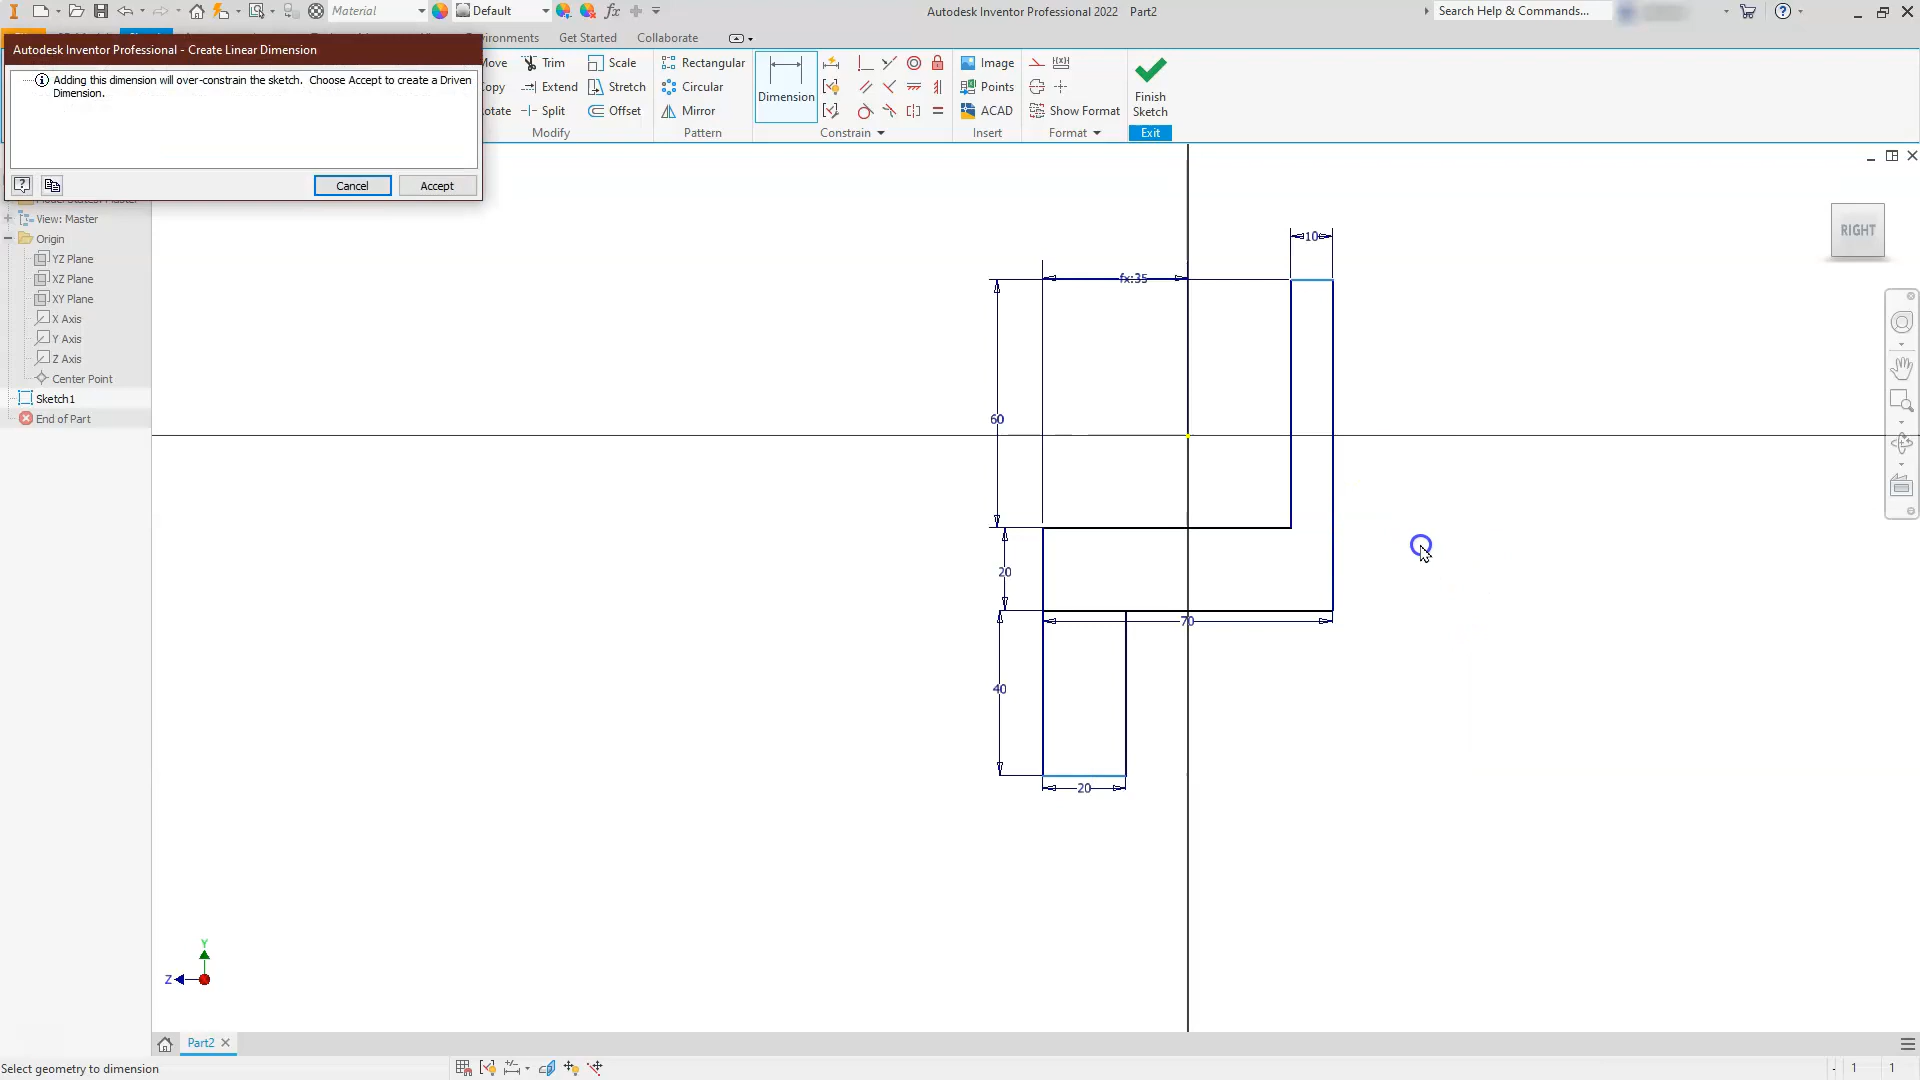 Material
Default
fx
Autodesk Inventor Professional 2022 Part2
Search Help & Commands...
Get Started
Collaborate
Autodesk Inventor Professional - Create Linear Dimension
Adding this dimension will over-constrain the sketch. Choose Accept to create a Driven
Dimension.
Cancel
Accept
Trim
Scale
Extend
Stretch
Split
Offset
Modify
Rectangular
Circular
Mirror
Pattern
Dimension
Constrain
Image
Points
ACAD
Insert
Show Format
Format
Finish
Sketch
Exit
View: Master
Origin
YZ Plane
XZ Plane
XY Plane
X Axis
Y Axis
Z Axis
Center Point
Sketch1
End of Part
RIGHT
10
fx:35
60
20
70
40
20
Y
Z
Part2
Select geometry to dimension
1
1